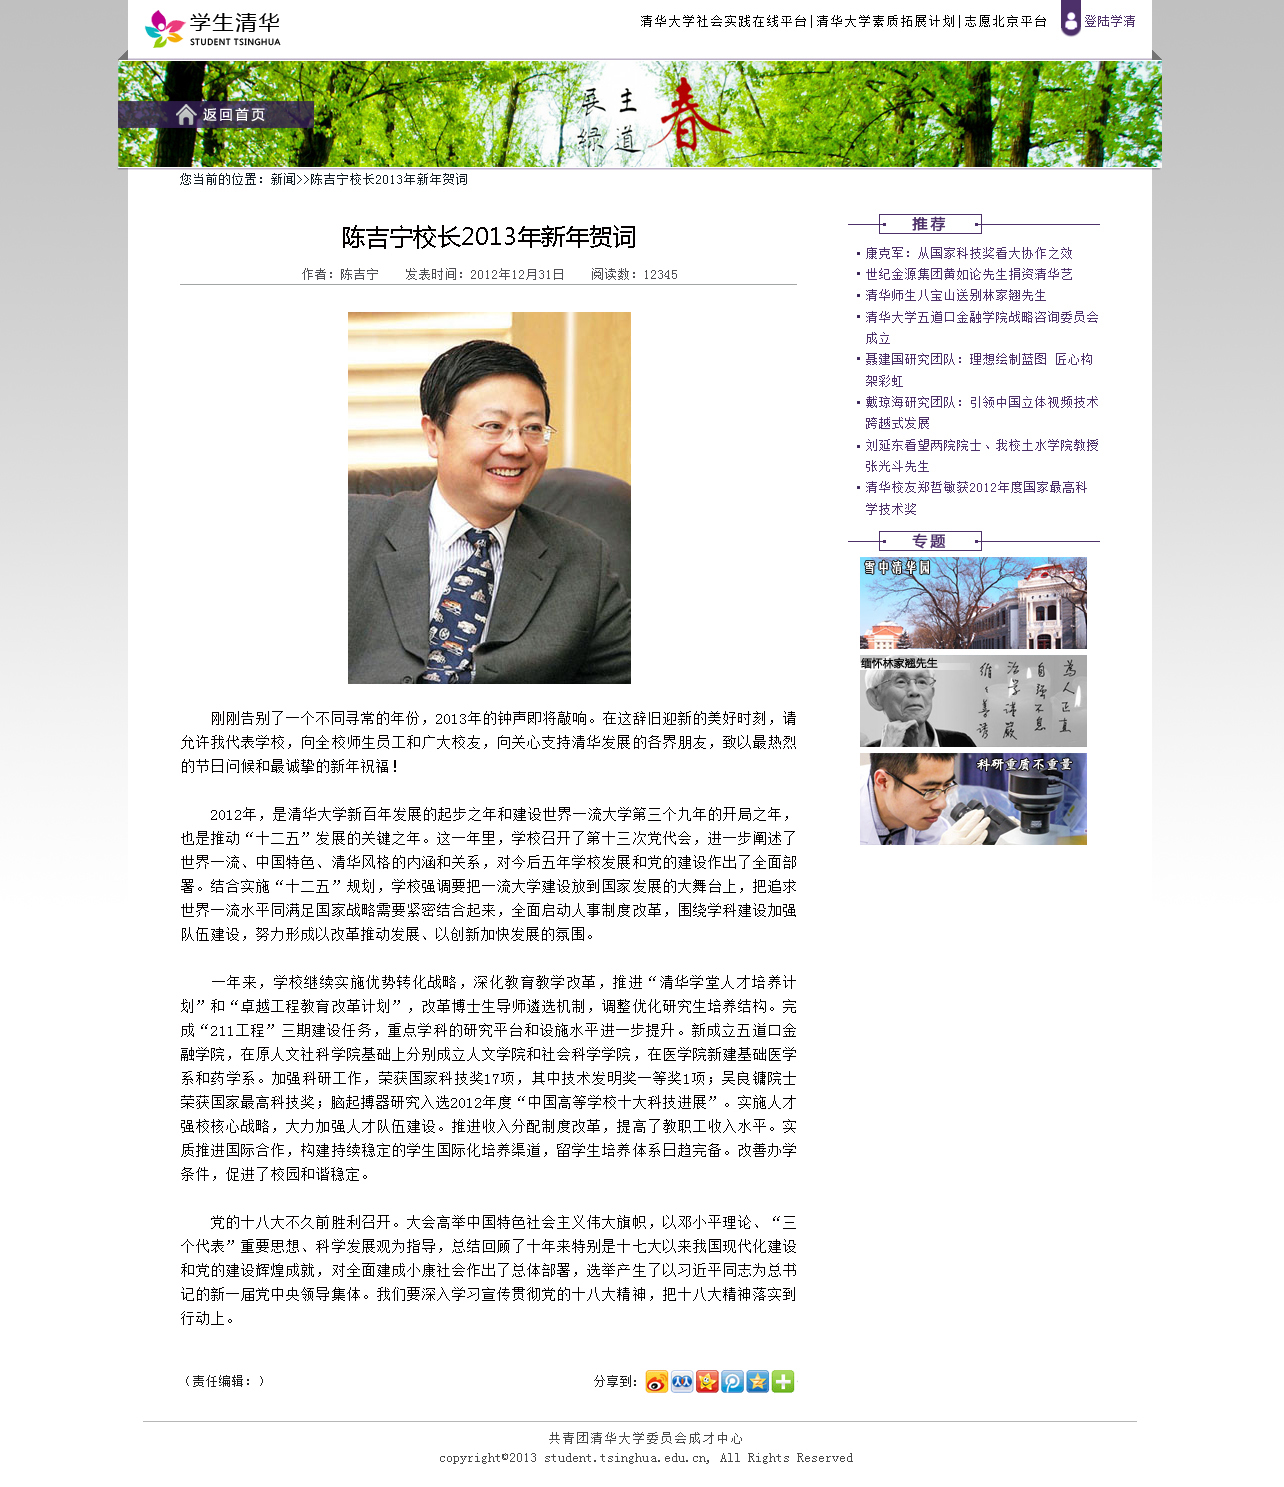 学生清华
STUDENT TSINGHUA
清华大学社会实践在线平台|清华大学素质拓展计划|志愿北京平台
登陆学清
返回首页
展绿
主道
春
您当前的位置：新闻>>陈吉宁校长2013年新年贺词
陈吉宁校长2013年新年贺词
作者：陈吉宁 发表时间：2012年12月31日 阅读数：12345
刚刚告别了一个不同寻常的年份，2013年的钟声即将敲响。在这辞旧迎新的美好时刻，请
允许我代表学校，向全校师生员工和广大校友，向关心支持清华发展的各界朋友，致以最热烈
的节日问候和最诚挚的新年祝福！
2012年，是清华大学新百年发展的起步之年和建设世界一流大学第三个九年的开局之年，
也是推动“十二五”发展的关键之年。这一年里，学校召开了第十三次党代会，进一步阐述了
世界一流、中国特色、清华风格的内涵和关系，对今后五年学校发展和党的建设作出了全面部
署。结合实施“十二五”规划，学校强调要把一流大学建设放到国家发展的大舞台上，把追求
世界一流水平同满足国家战略需要紧密结合起来，全面启动人事制度改革，围绕学科建设加强
队伍建设，努力形成以改革推动发展、以创新加快发展的氛围。
一年来，学校继续实施优势转化战略，深化教育教学改革，推进“清华学堂人才培养计
划”和“卓越工程教育改革计划”，改革博士生导师遴选机制，调整优化研究生培养结构。完
成“211工程”三期建设任务，重点学科的研究平台和设施水平进一步提升。新成立五道口金
融学院，在原人文社科学院基础上分别成立人文学院和社会科学学院，在医学院新建基础医学
系和药学系。加强科研工作，荣获国家科技奖17项，其中技术发明奖一等奖1项；吴良镛院士
荣获国家最高科技奖；脑起搏器研究入选2012年度“中国高等学校十大科技进展”。实施人才
强校核心战略，大力加强人才队伍建设。推进收入分配制度改革，提高了教职工收入水平。实
质推进国际合作，构建持续稳定的学生国际化培养渠道，留学生培养体系日趋完备。改善办学
条件，促进了校园和谐稳定。
党的十八大不久前胜利召开。大会高举中国特色社会主义伟大旗帜，以邓小平理论、“三
个代表”重要思想、科学发展观为指导，总结回顾了十年来特别是十七大以来我国现代化建设
和党的建设辉煌成就，对全面建成小康社会作出了总体部署，选举产生了以习近平同志为总书
记的新一届党中央领导集体。我们要深入学习宣传贯彻党的十八大精神，把十八大精神落实到
行动上。
（责任编辑：）
分享到：
推荐
康克军：从国家科技奖看大协作之效
世纪金源集团黄如论先生捐资清华艺
清华师生八宝山送别林家翘先生
清华大学五道口金融学院战略咨询委员会
成立
聂建国研究团队：理想绘制蓝图 匠心构
架彩虹
戴琼海研究团队：引领中国立体视频技术
跨越式发展
刘延东看望两院院士、我校土水学院教授
张光斗先生
清华校友郑哲敏获2012年度国家最高科
学技术奖
专题
雪中清华园
缅怀林家翘先生
为人正直
自强不息
治学谨严
循循善诱
科研重质不重量
共青团清华大学委员会成才中心
copyright©2013 student.tsinghua.edu.cn, All Rights Reserved